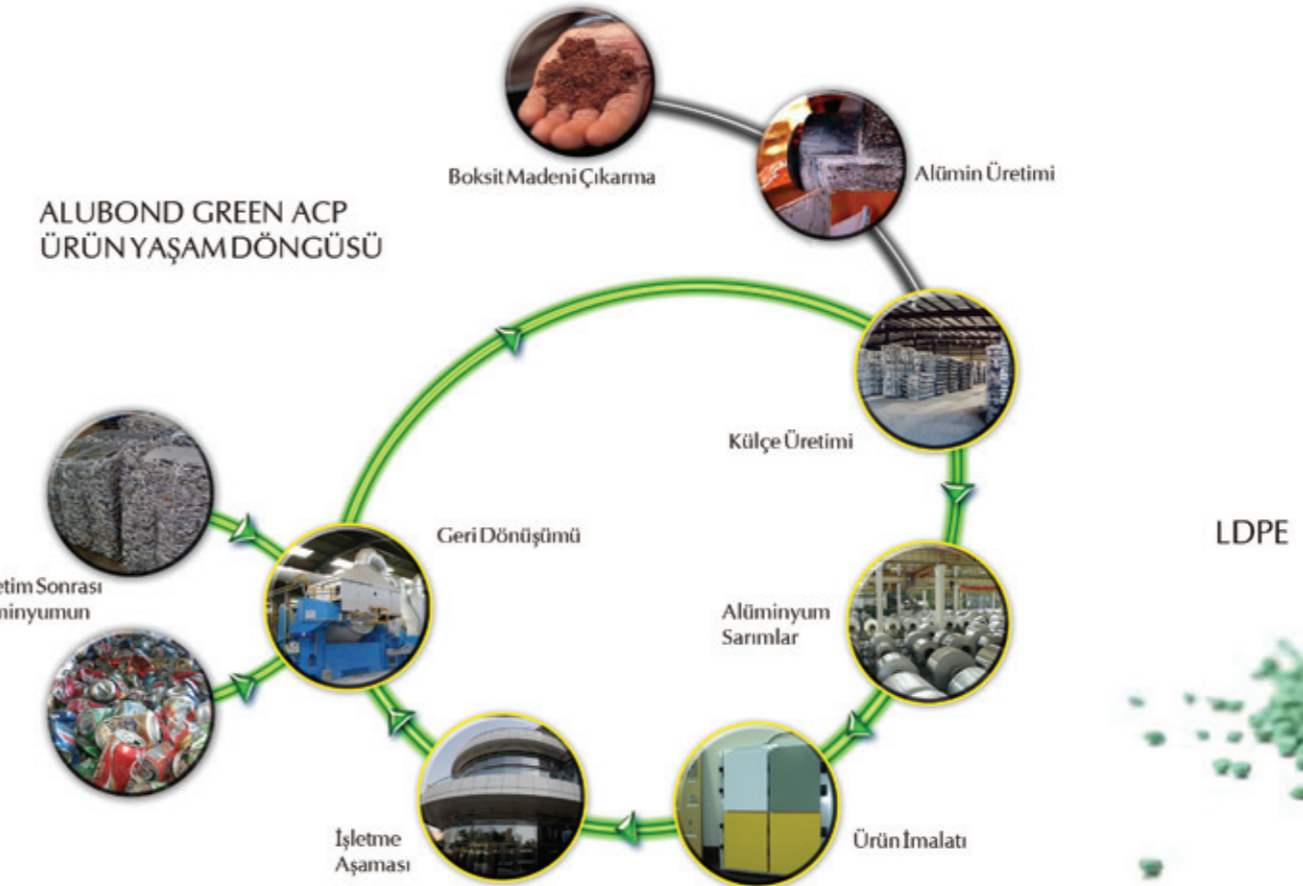 Boksit Madeni Çıkarma
Alümin Üretimi
ALUBOND GREEN ACP
ÜRÜN YAŞAM DÖNGÜSÜ
Külçe Üretimi
Geri Dönüşümü
LDPE
Sonrası
Alüminyum
Sarımlar
İşletme
Aşaması
Ürün İmalatı